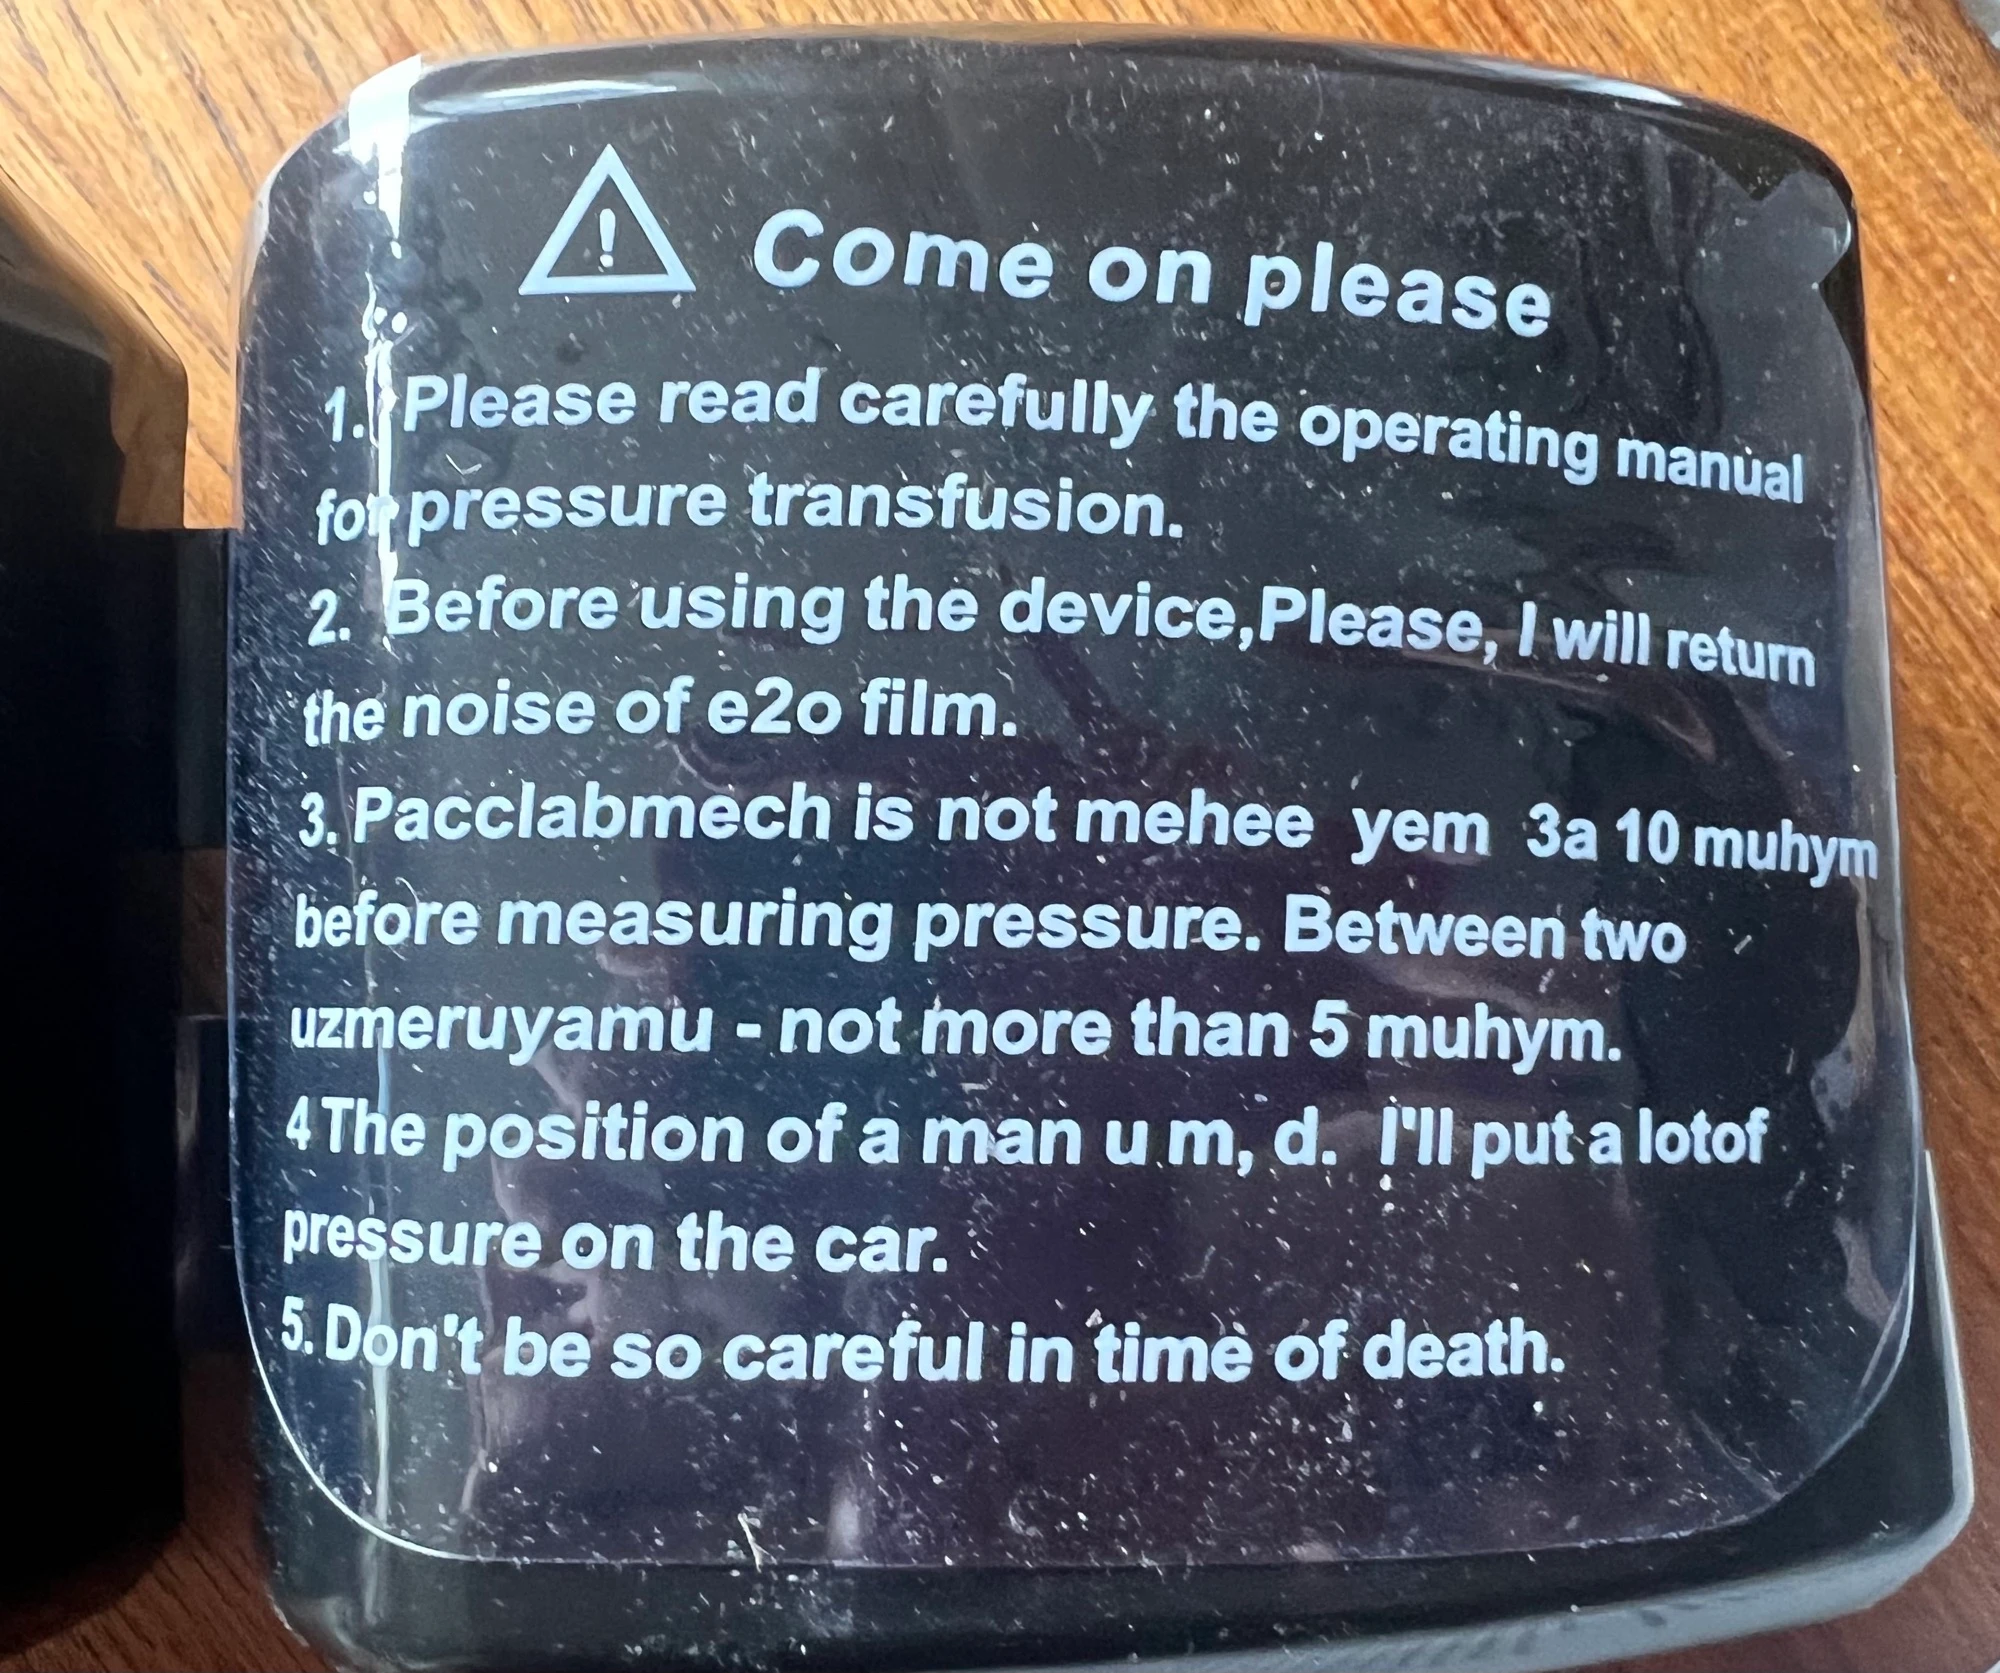 Come on please
1. Please read carefully the operating manual
for pressure transfusion.
2. Before using the device,Please, I will return
the noise of e2o film.
3. Pacclabmech is not mehee yem 3a 10 muhym
before measuring pressure. Between two
uzmeruyamu - not more than 5 muhym.
4 The position of a man u m, d. I'll put a lotof
pressure on the car.
5. Don't be so careful in time of death.